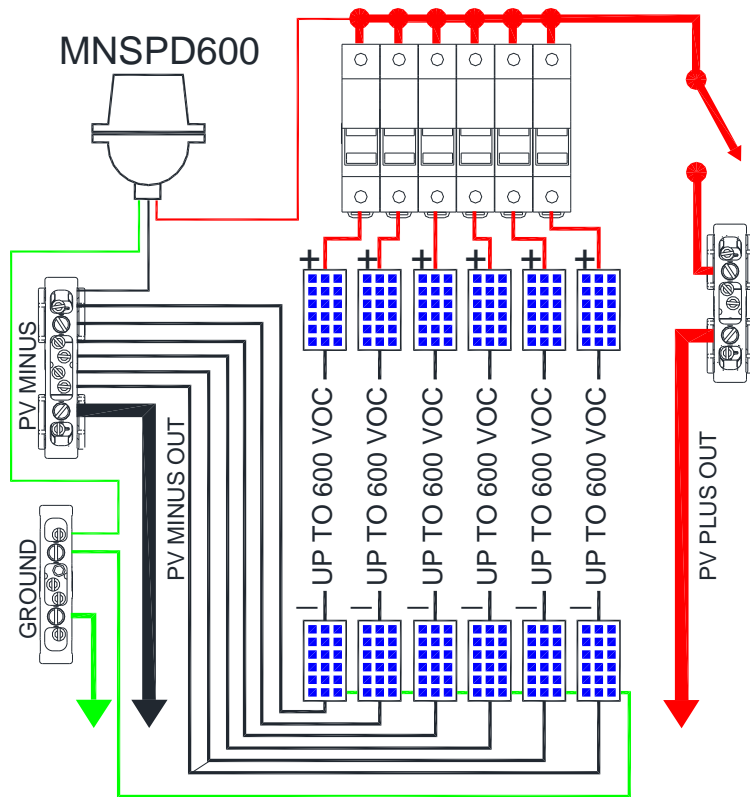 MNSPD600
+ + + + + +
PV MINUS
PV MINUS OUT
UP TO 600 VOC
UP TO 600 VOC
UP TO 600 VOC
UP TO 600 VOC
UP TO 600 VOC
UP TO 600 VOC
PV PLUS OUT
GROUND
– – – – – –